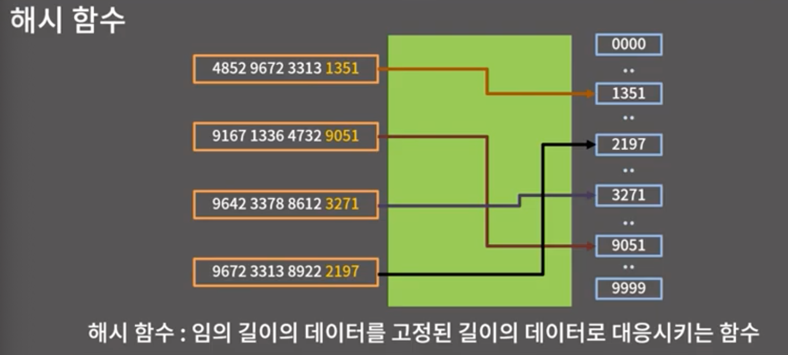 해시 함수
4852 9672 3313 1351
9167 1336 4732 9051
9642 3378 8612 3271
9672 3313 8922 2197
0000
..
1351
..
2197
..
3271
..
9051
..
9999
해시 함수 : 임의 길이의 데이터를 고정된 길이의 데이터로 대응시키는 함수